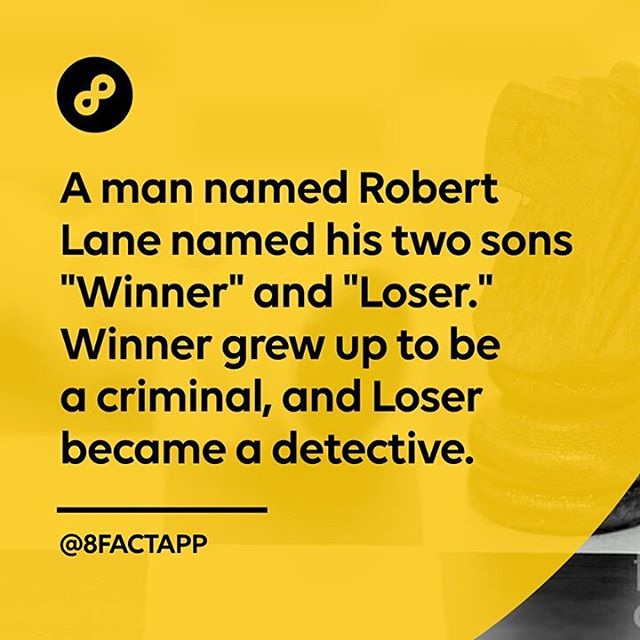 A man named Robert
Lane named his two sons
"Winner" and "Loser."
Winner grew up to be
a criminal, and Loser
became a detective.
@8FACTAPP